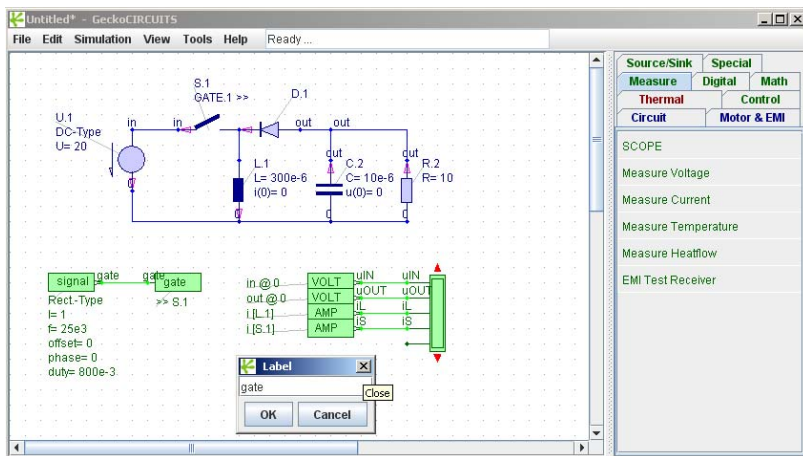 Untitled* - GeckoCIRCUITS
File Edit Simulation View Tools Help Ready ...
Source/Sink Special
Measure Digital Math
Thermal Control
Circuit Motor & EMI
SCOPE
Measure Voltage
Measure Current
Measure Temperature
Measure Heatflow
EMI Test Receiver
S.1
GATE.1 >>
D.1
U.1
DC-Type
U= 20
in in out out
out out
L.1
L= 300e-6
i(0)= 0
C.2
C= 10e-6
u(0)= 0
R.2
R= 10
0 0 0 0
signal gate gate gate
Rect.-Type
>> S.1
I= 1
f= 25e3
offset= 0
phase= 0
duty= 800e-3
in @ 0 VOLT uIN uIN
out @ 0 VOLT uOUT uOUT
i.[L.1] AMP iL iL
i.[S.1] AMP iS iS
Label
gate
Close
OK Cancel